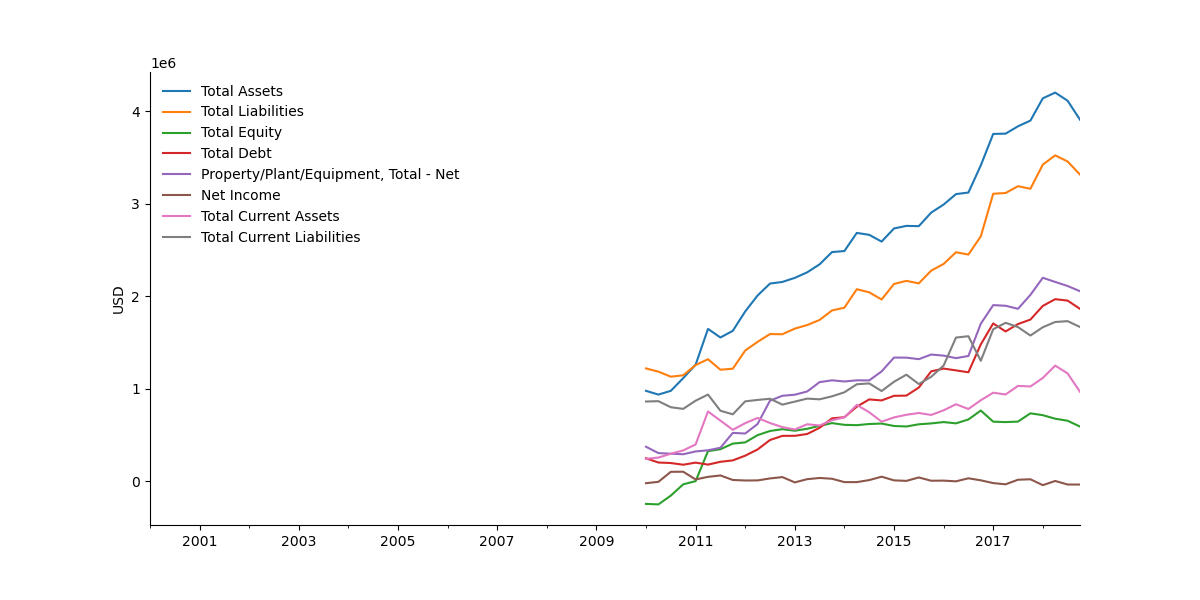 1e6
Total Assets
Total Liabilities
Total Equity
Total Debt
Property/Plant/Equipment, Total - Net
Net Income
Total Current Assets
Total Current Liabilities
USD
4
3
2
1
0
2001 2003 2005 2007 2009 2011 2013 2015 2017